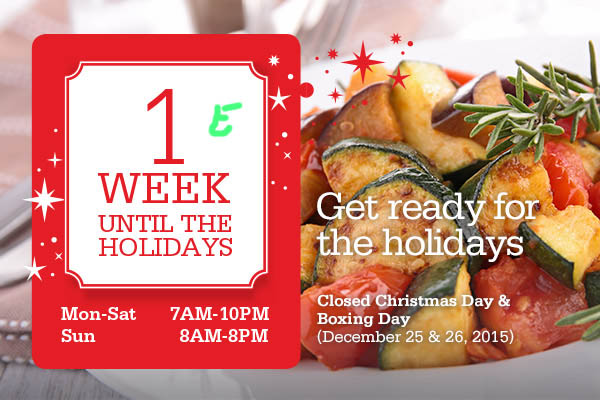 1
WEEK
UNTIL THE
HOLIDAYS
Mon-Sat 7AM-10PM
Sun 8AM-8PM
Get ready for
the holidays
Closed Christmas Day &
Boxing Day
(December 25 & 26, 2015)